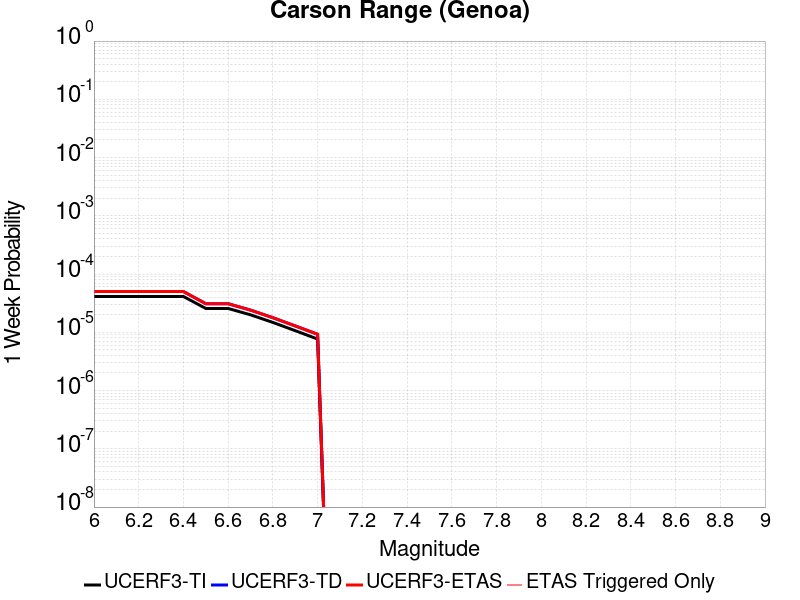 Carson Range (Genoa)
1 Week Probability
10^0
10^-1
10^-2
10^-3
10^-4
10^-5
10^-6
10^-7
10^-8
6 6.2 6.4 6.6 6.8 7 7.2 7.4 7.6 7.8 8 8.2 8.4 8.6 8.8 9
Magnitude
UCERF3-TI UCERF3-TD UCERF3-ETAS ETAS Triggered Only